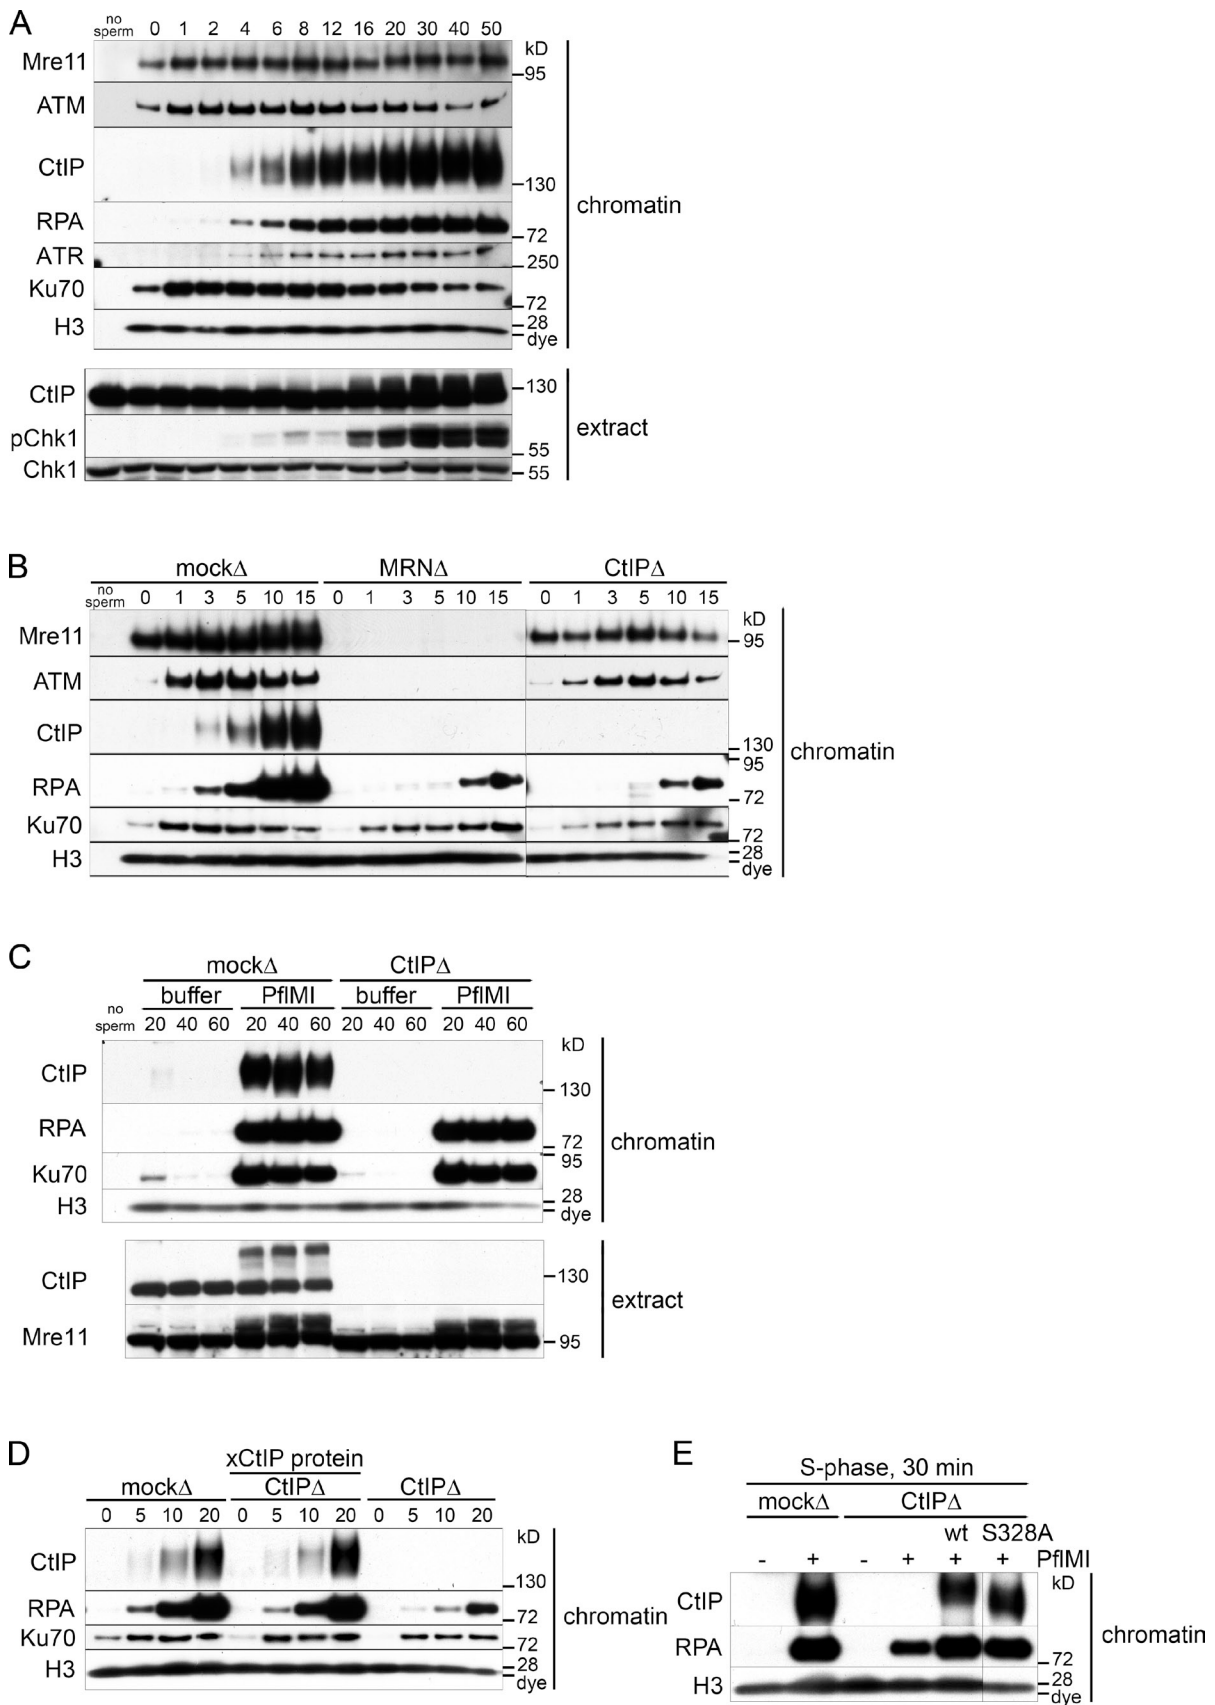 A
no sperm 0 1 2 4 6 8 12 16 20 30 40 50
kD
Mre11
95
ATM
CtIP
130
chromatin
RPA
72
ATR
250
Ku70
72
H3
28
dye
CtIP
130
extract
pChk1
55
Chk1
55
B
mockΔ MRNΔ CtIPΔ
no sperm 0 1 3 5 10 15 0 1 3 5 10 15 0 1 3 5 10 15
kD
Mre11
95
ATM
CtIP
130
chromatin
95
RPA
72
Ku70
72
H3
28
dye
C
mockΔ CtIPΔ
buffer PflMI buffer PflMI
no sperm 20 40 60 20 40 60 20 40 60 20 40 60
kD
CtIP
130
RPA
72
chromatin
95
Ku70
28
H3
dye
CtIP
130
extract
Mre11
95
D
xCtIP protein
mockΔ CtIPΔ CtIPΔ
0 5 10 20 0 5 10 20 0 5 10 20
kD
CtIP
130
RPA
72
chromatin
Ku70
72
H3
28
dye
E
S-phase, 30 min
mockΔ CtIPΔ
wt S328A
- + - + + + PflMI
kD
CtIP
chromatin
RPA
72
H3
28
dye